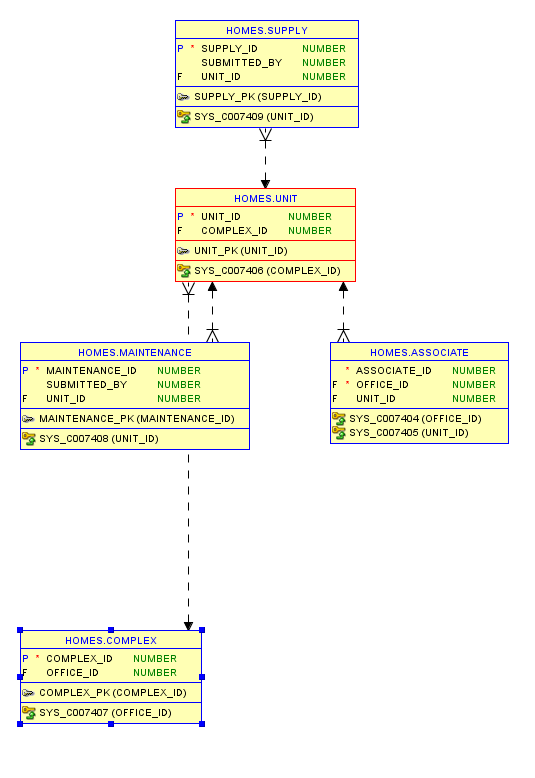 HOMES.SUPPLY
P * SUPPLY_ID NUMBER
SUBMITTED_BY NUMBER
F UNIT_ID NUMBER
SUPPLY_PK (SUPPLY_ID)
SYS_C007409 (UNIT_ID)
HOMES.UNIT
P * UNIT_ID NUMBER
F COMPLEX_ID NUMBER
UNIT_PK (UNIT_ID)
SYS_C007406 (COMPLEX_ID)
HOMES.MAINTENANCE
P * MAINTENANCE_ID NUMBER
SUBMITTED_BY NUMBER
F UNIT_ID NUMBER
MAINTENANCE_PK (MAINTENANCE_ID)
SYS_C007408 (UNIT_ID)
HOMES.ASSOCIATE
* ASSOCIATE_ID NUMBER
F * OFFICE_ID NUMBER
F UNIT_ID NUMBER
SYS_C007404 (OFFICE_ID)
SYS_C007405 (UNIT_ID)
HOMES.COMPLEX
P * COMPLEX_ID NUMBER
F OFFICE_ID NUMBER
COMPLEX_PK (COMPLEX_ID)
SYS_C007407 (OFFICE_ID)